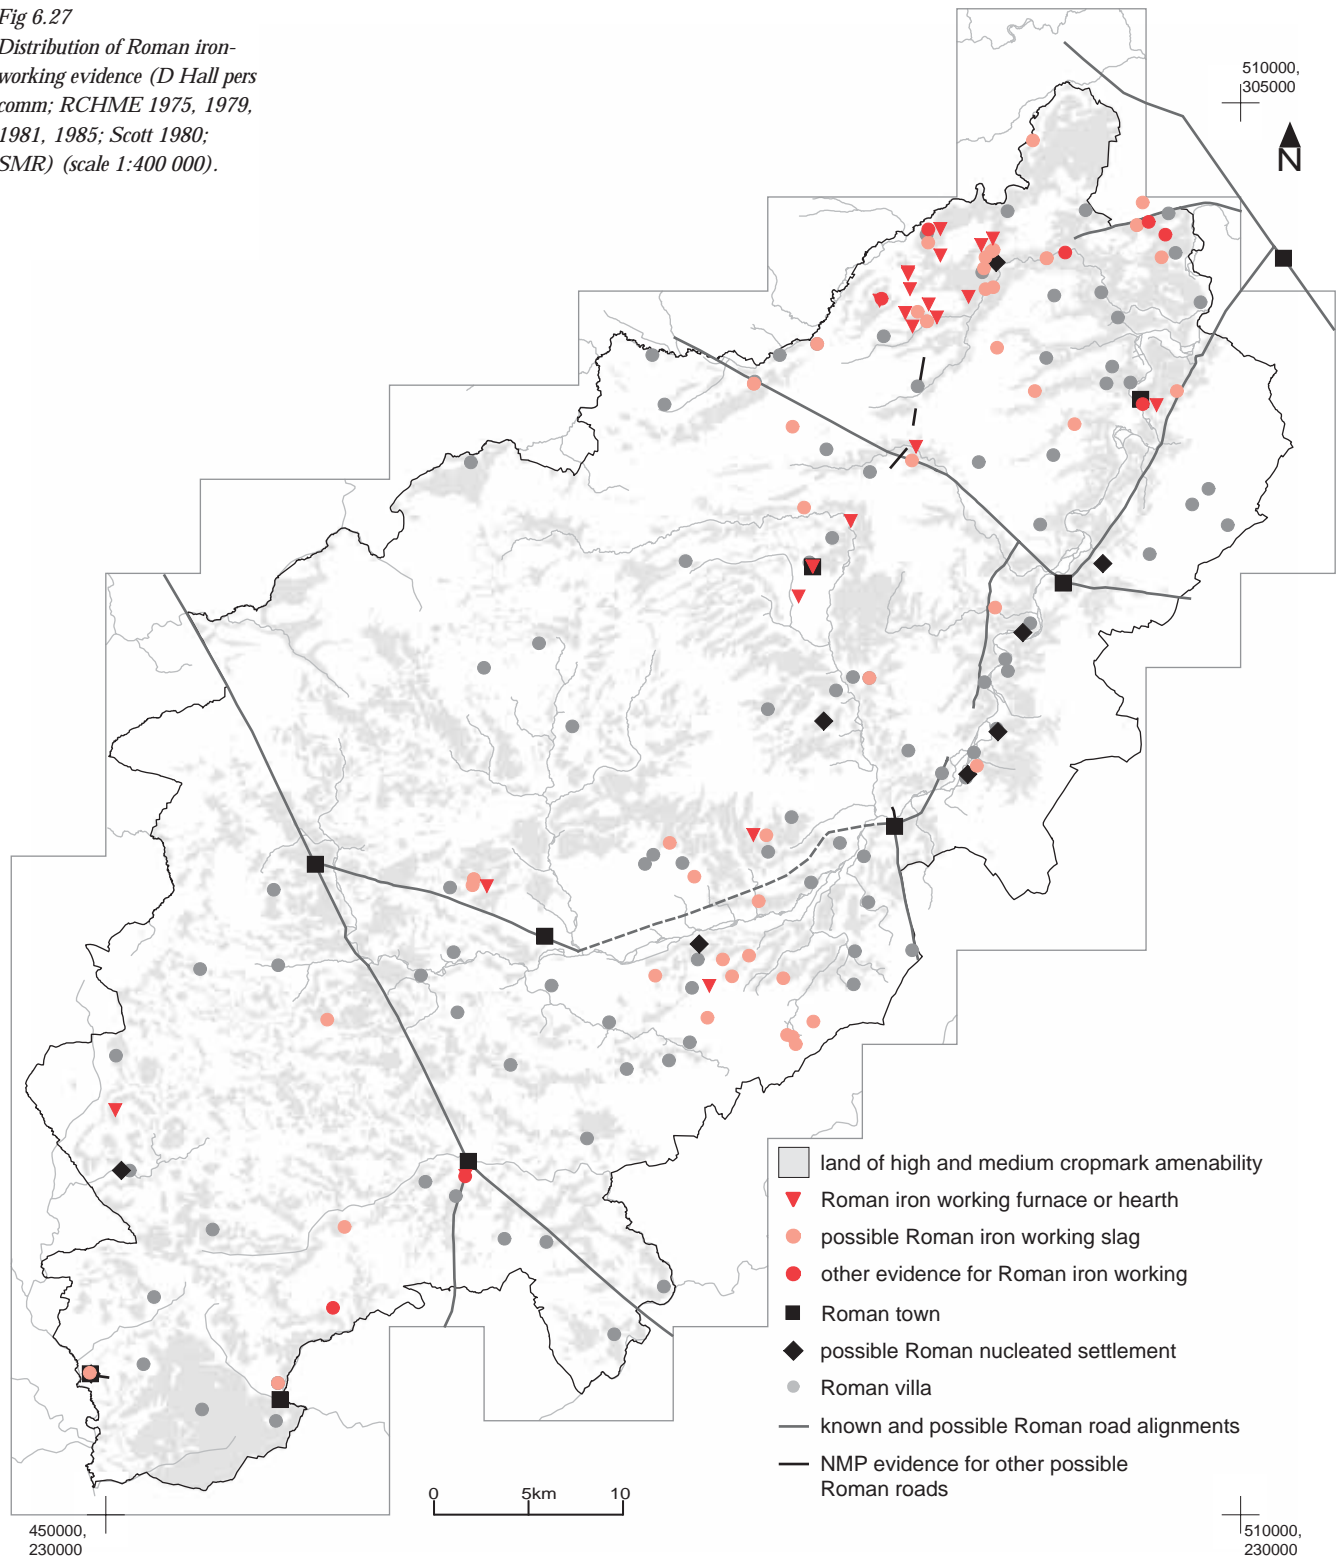 Fig 6.27
Distribution of Roman iron-
working evidence (D Hall pers
comm; RCHME 1975, 1979,
1981, 1985; Scott 1980;
SMR) (scale 1:400 000).
510000,
305000
N
land of high and medium cropmark amenability
Roman iron working furnace or hearth
possible Roman iron working slag
other evidence for Roman iron working
Roman town
possible Roman nucleated settlement
Roman villa
known and possible Roman road alignments
NMP evidence for other possible
Roman roads
0 5km 10
450000,
230000
510000,
230000